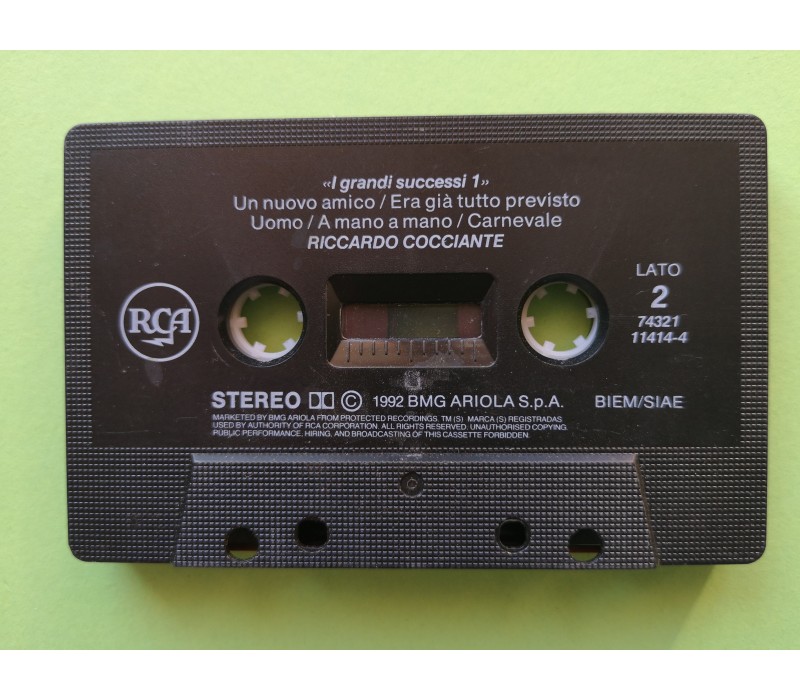 «I grandi successi 1»
Un nuovo amico / Era già tutto previsto
Uomo / A mano a mano / Carnevale
RICCARDO COCCIANTE
RCA
LATO
2
74321
11414-4
STEREO © 1992 BMG ARIOLA S.p.A. BIEM/SIAE
MARKETED BY BMG ARIOLA FROM PROTECTED RECORDINGS. TM (S) MARCA (S) REGISTRADAS
USED BY AUTHORITY OF RCA CORPORATION. ALL RIGHTS RESERVED. UNAUTHORISED COPYING.
PUBLIC PERFORMANCE. HIRING. AND BROADCASTING OF THIS CASSETTE FORBIDDEN.